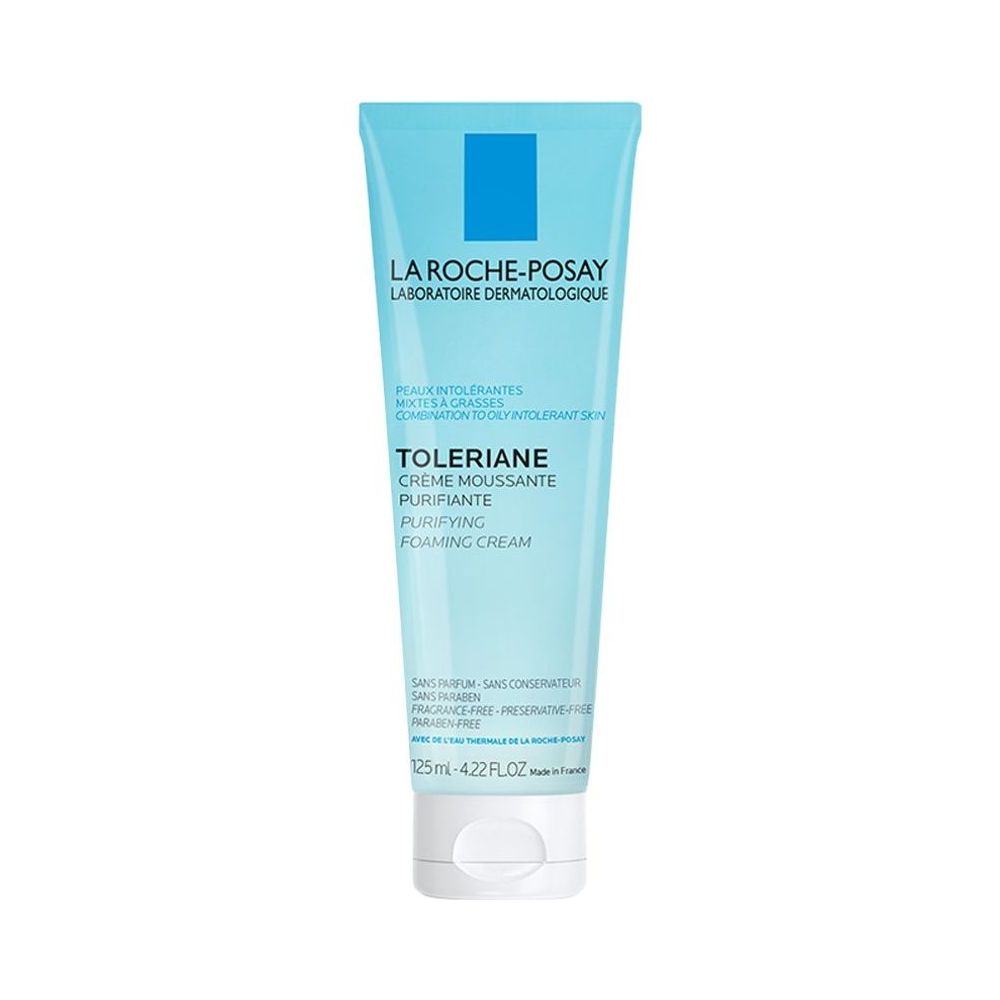 LA ROCHE-POSAY
LABORATOIRE DERMATOLOGIQUE
PEAUX INTOLÉRANTES
MIXTES À GRASSES
COMBINATION TO OILY INTOLERANT SKIN
TOLERIANE
CRÈME MOUSSANTE
PURIFIANTE
PURIFYING
FOAMING CREAM
SANS PARFUM - SANS CONSERVATEUR
SANS PARABEN
FRAGRANCE-FREE - PRESERVATIVE-FREE
PARABEN-FREE
AVEC DE L'EAU THERMALE DE LA ROCHE-POSAY
125 ml - 4.22 FL.OZ Made in France